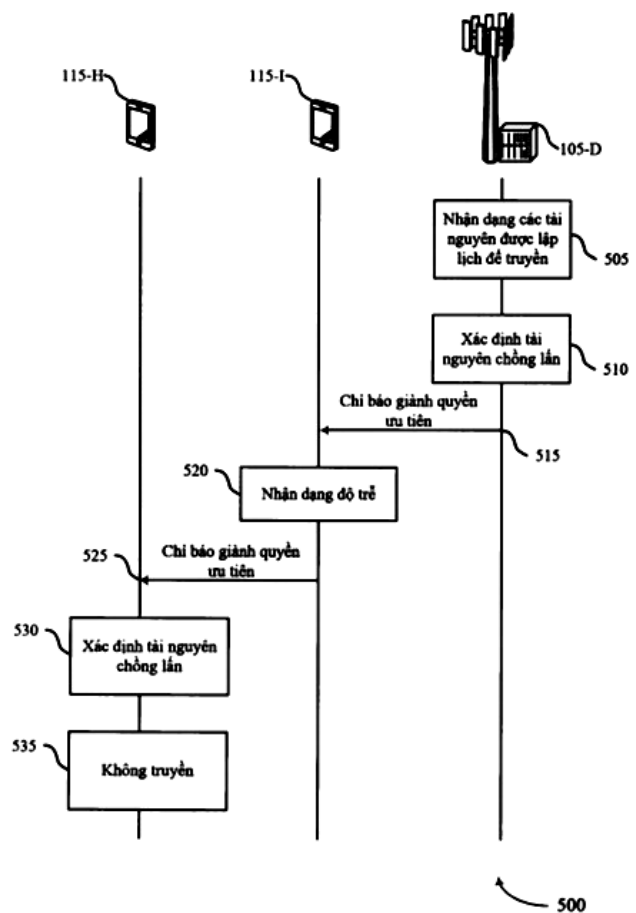 115-H
115-I
105-D
Nhận dạng các tài
nguyên được lập
lịch để truyền
505
Xác định tài
nguyên chồng lấn
510
Chỉ báo giành quyền
ưu tiên
515
520
Nhận dạng độ trễ
Chỉ báo giành quyền
ưu tiên
525
530
Xác định tài nguyên
chồng lấn
535
Không truyền
500